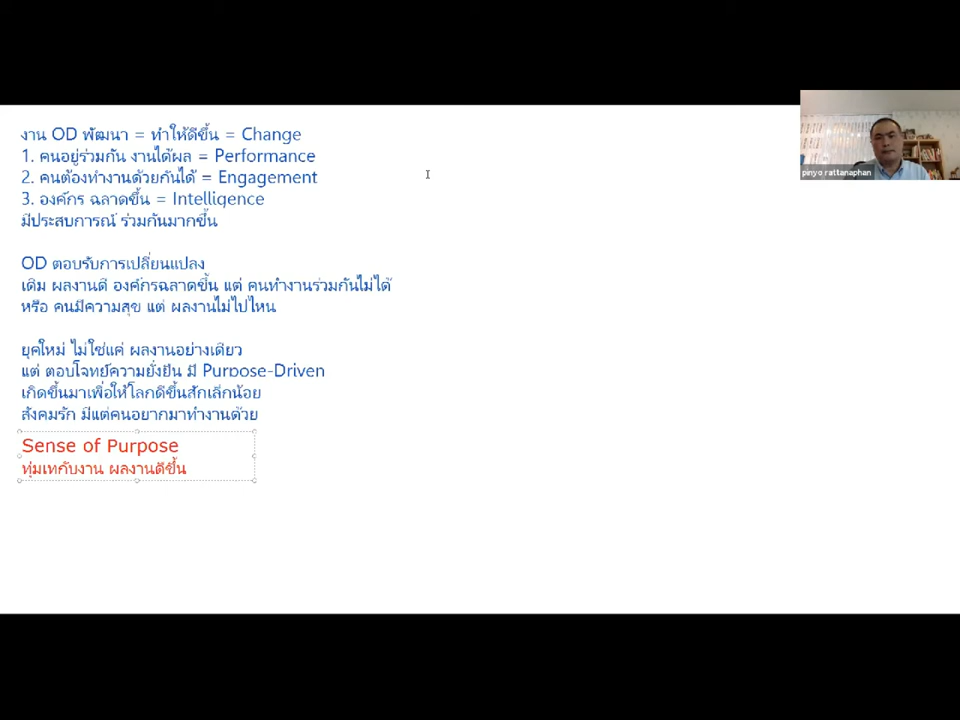 งาน OD พัฒนา = ทำให้ดีขึ้น = Change
1. คนอยู่ร่วมกัน งานได้ผล = Performance
2. คนต้องทำงานด้วยกันได้ = Engagement
3. องค์กร ฉลาดขึ้น = Intelligence
มีประสบการณ์ ร่วมกันมากขึ้น
OD ตอบรับการเปลี่ยนแปลง
เดิม ผลงานดี องค์กรฉลาดขึ้น แต่ คนทำงานร่วมกันไม่ได้
หรือ คนมีความสุข แต่ ผลงานไม่ไปไหน
ยุคใหม่ ไม่ใช่แค่ ผลงานอย่างเดียว
แต่ ตอบโจทย์ความยั่งยืน มี Purpose-Driven
เกิดขึ้นมาเพื่อให้โลกดีขึ้นสักเล็กน้อย
สังคมรัก มีแต่คนอยากมาทำงานด้วย
Sense of Purpose
ทุ่มเทกับงาน ผลงานดีขึ้น
pinyo rattanaphan